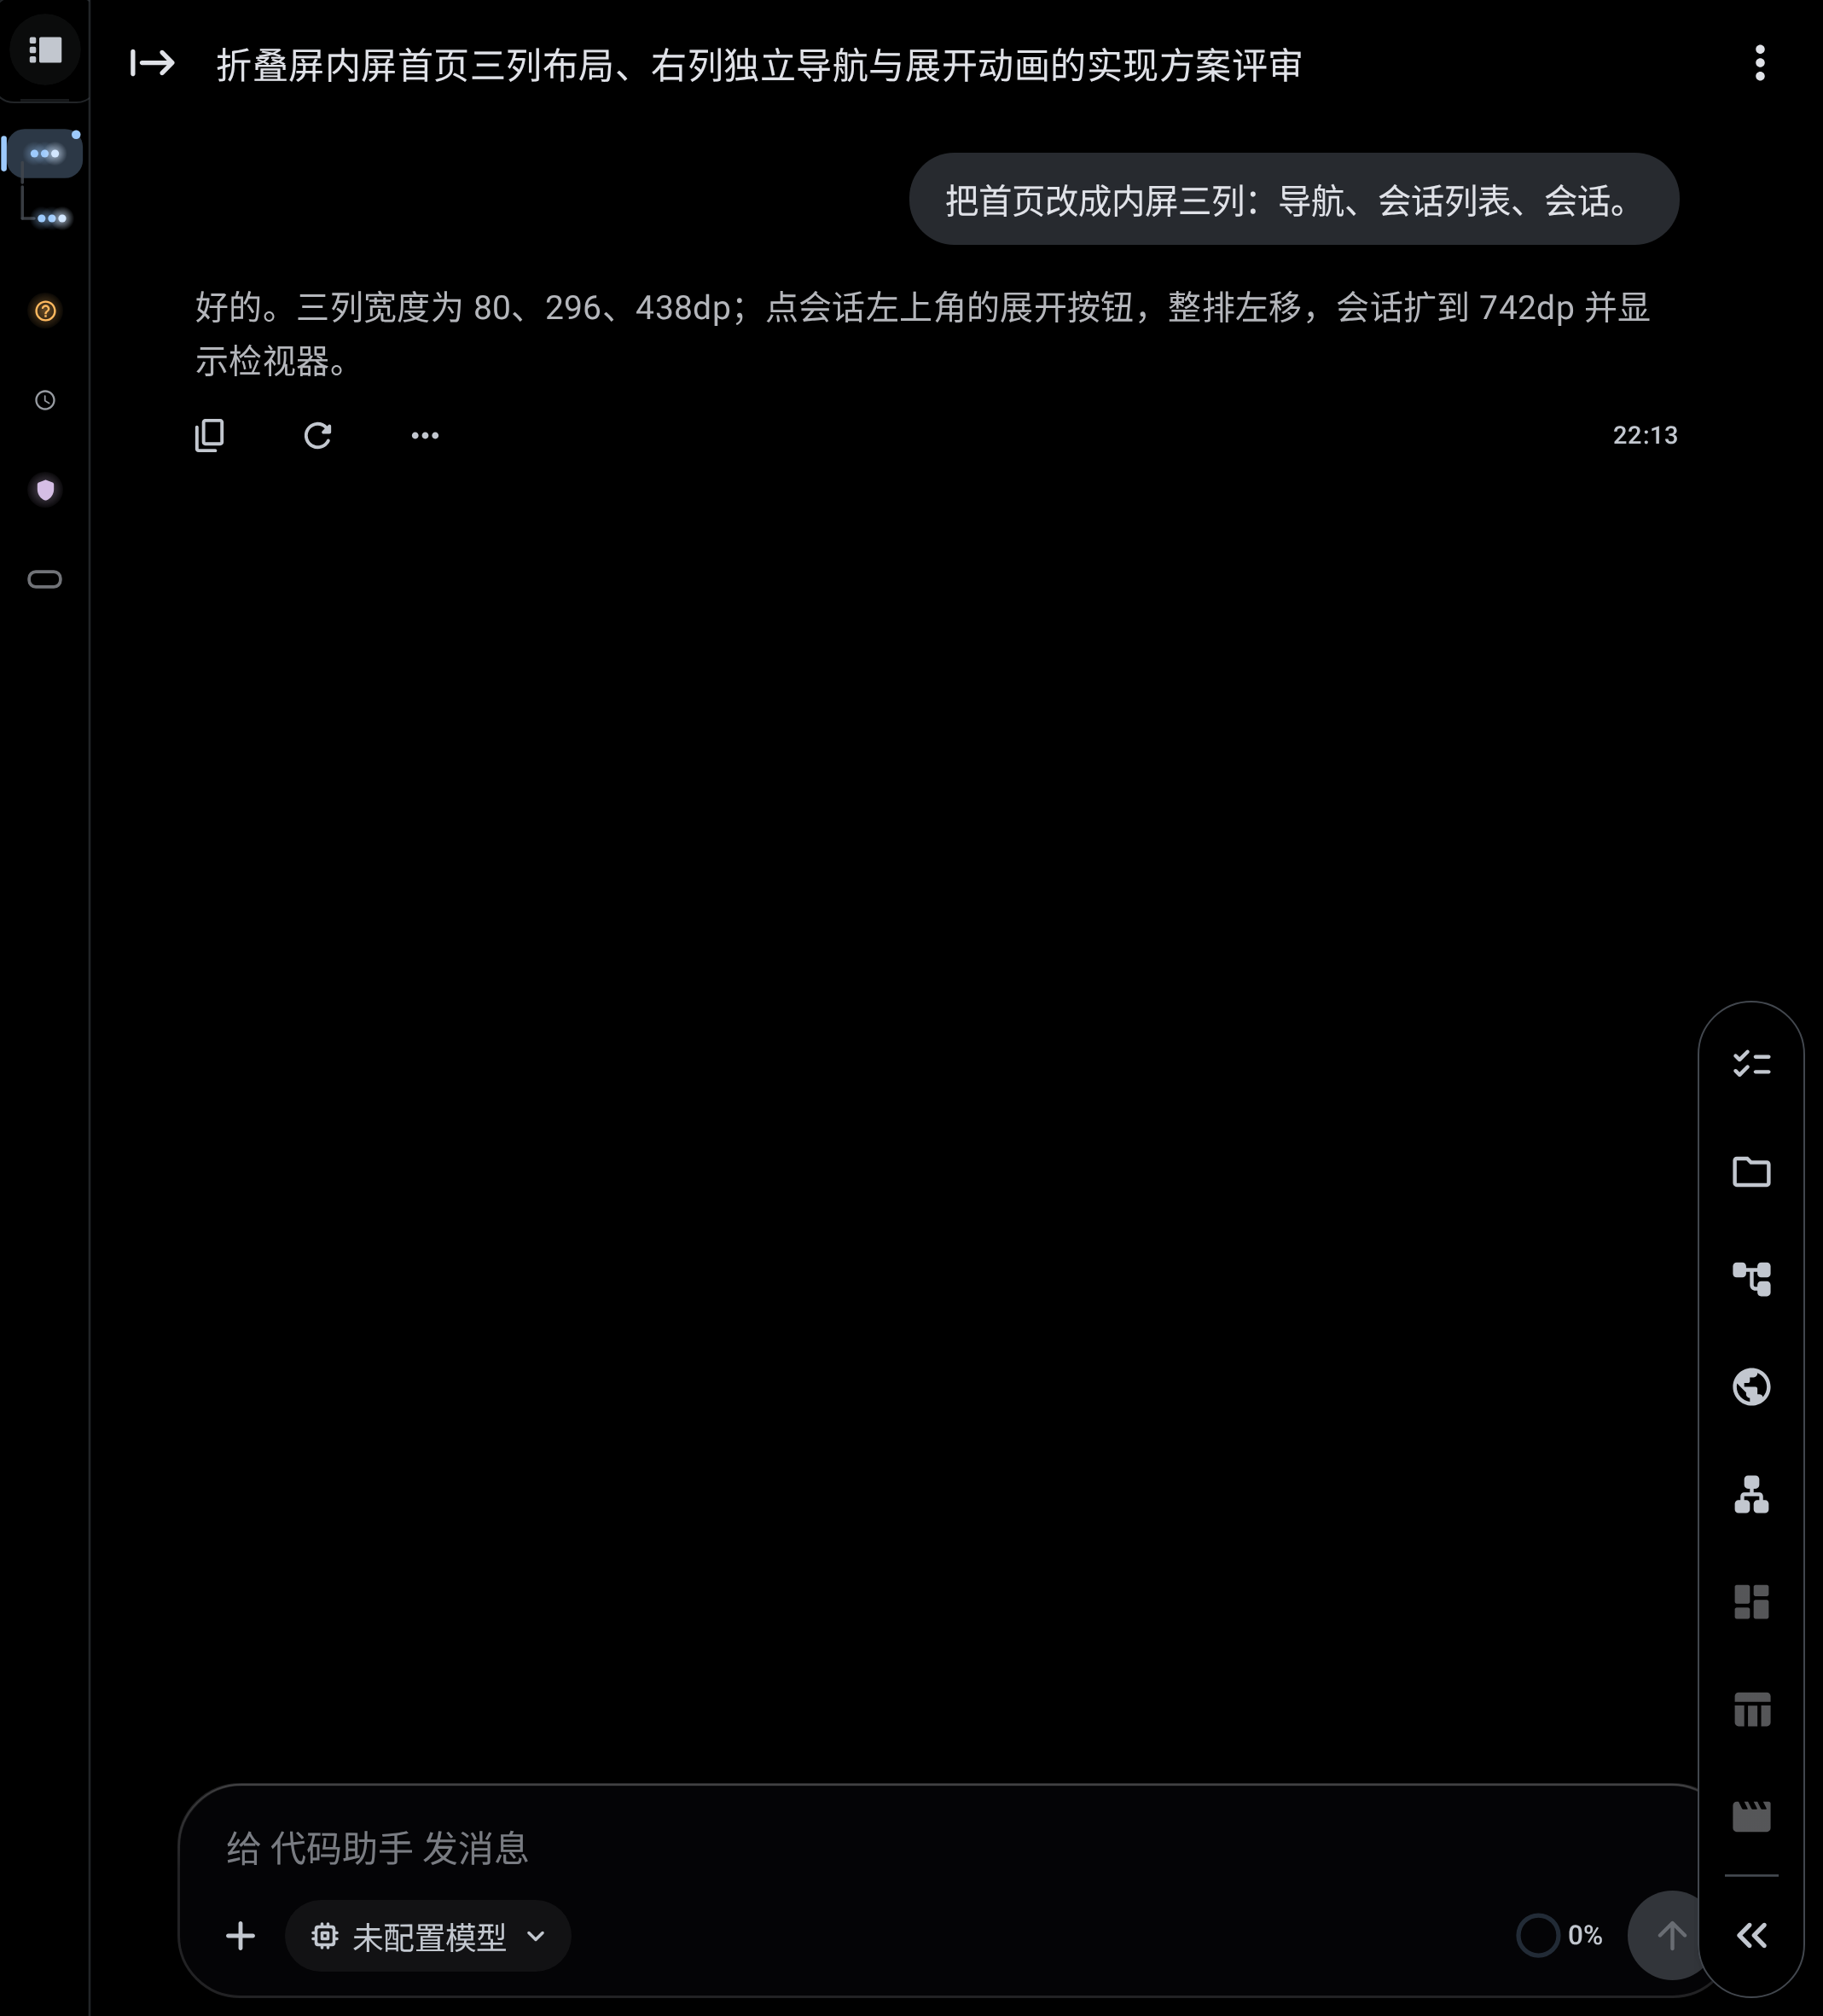 折叠屏内屏首页三列布局、右列独立导航与展开动画的实现方案评审
把首页改成内屏三列：导航、会话列表、会话。
好的。三列宽度为 80、296、438dp；点会话左上角的展开按钮，整排左移，会话扩到 742dp 并显
示检视器。
22:13
给 代码助手 发消息
未配置模型
0%